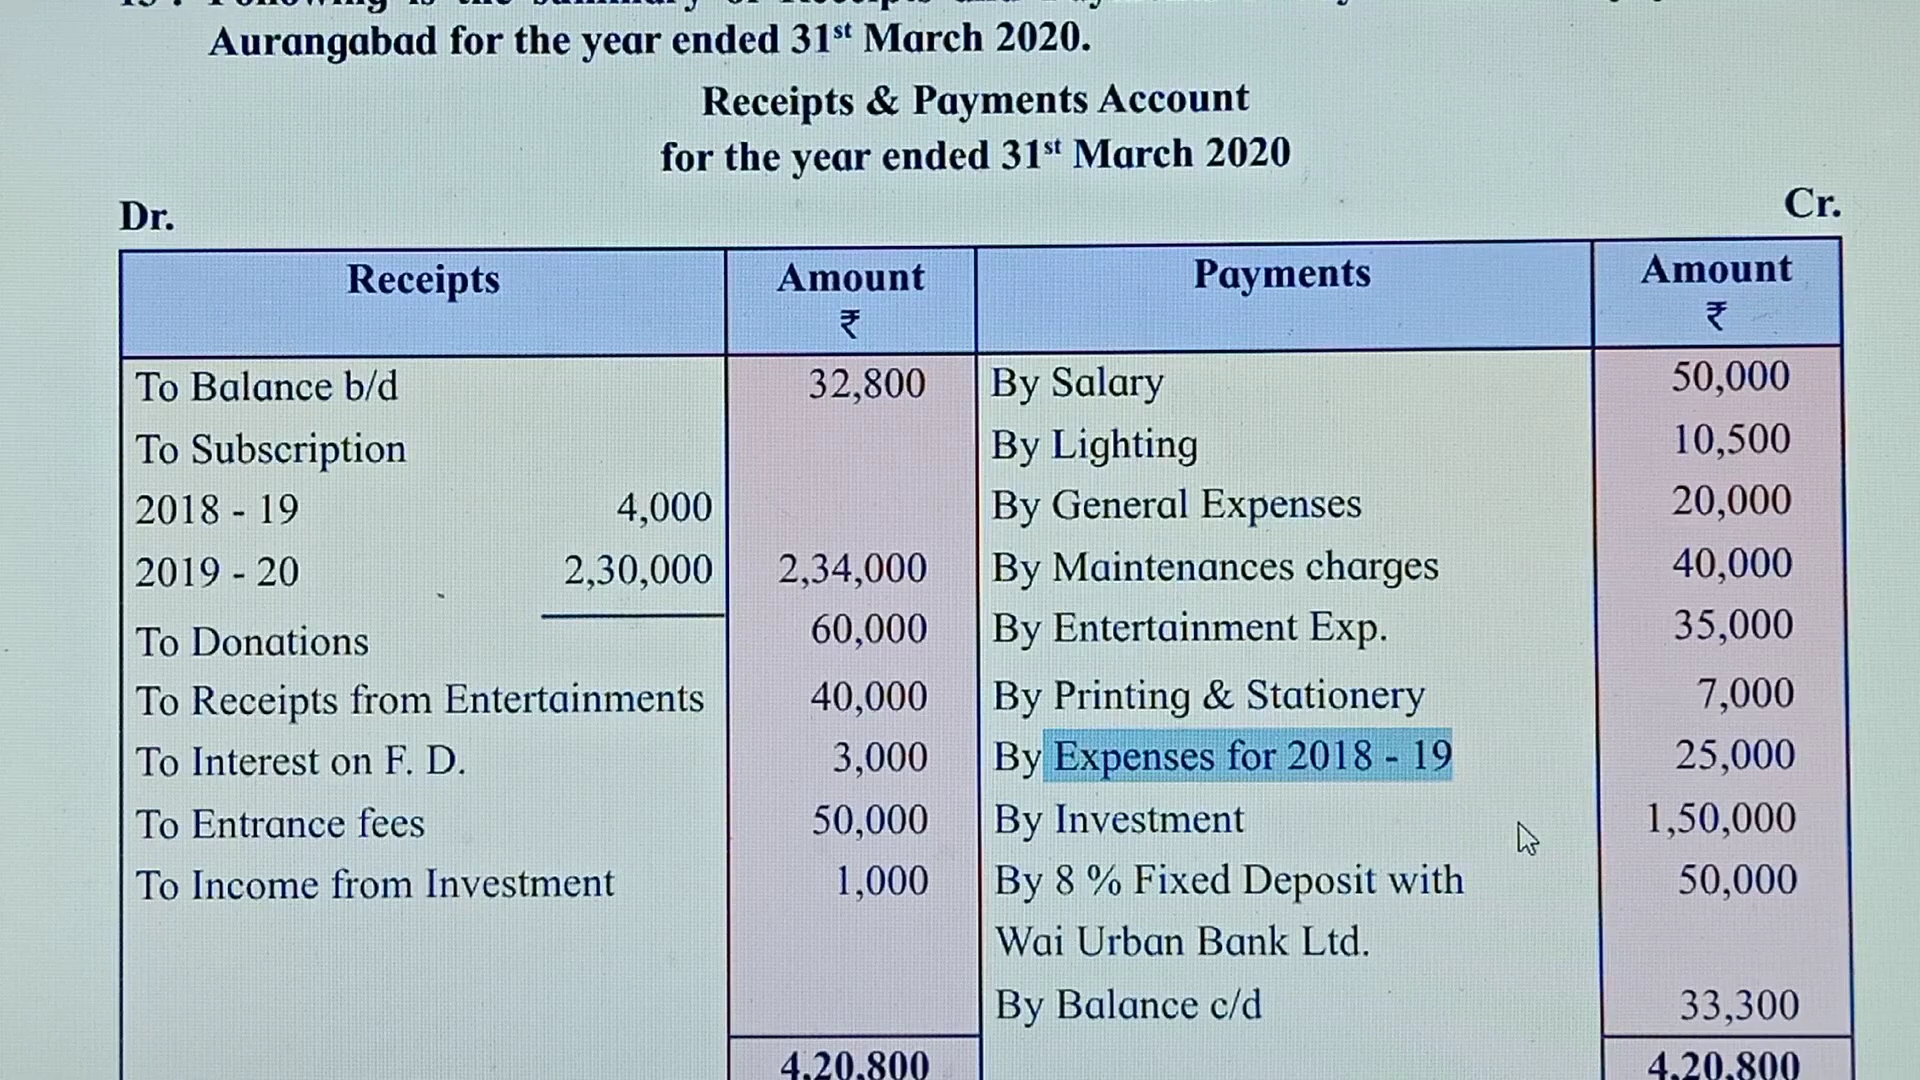 Aurangabad for the year ended 31st March 2020.
Receipts & Payments Account
for the year ended 31st March 2020
Dr. Cr.
Receipts Amount ₹ Payments Amount ₹
To Balance b/d 32,800 By Salary 50,000
To Subscription By Lighting 10,500
2018 - 19 4,000 By General Expenses 20,000
2019 - 20 2,30,000 2,34,000 By Maintenances charges 40,000
To Donations 60,000 By Entertainment Exp. 35,000
To Receipts from Entertainments 40,000 By Printing & Stationery 7,000
To Interest on F. D. 3,000 By Expenses for 2018 - 19 25,000
To Entrance fees 50,000 By Investment 1,50,000
To Income from Investment 1,000 By 8 % Fixed Deposit with 50,000
Wai Urban Bank Ltd.
By Balance c/d 33,300
4,20,800 4,20,800